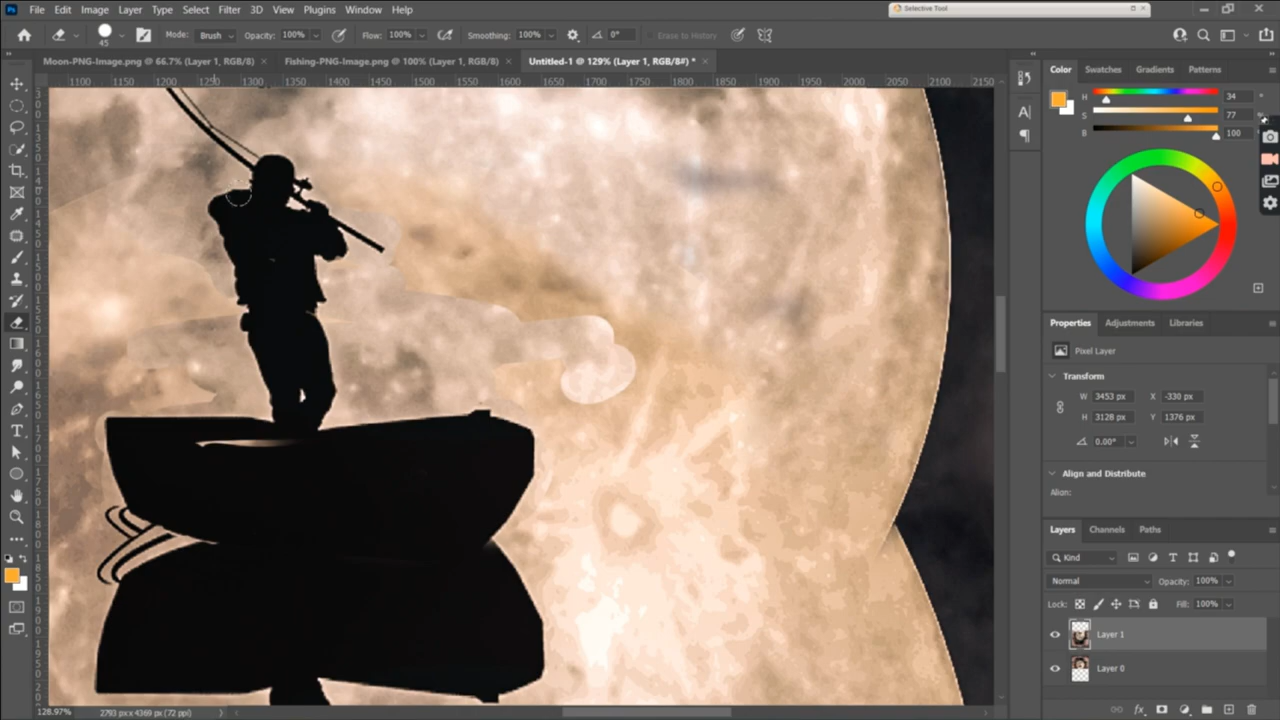 Ps File Edit Image Layer Type Select Filter 3D View Plugins Window Help
Selective Tool
45 Mode: Brush Opacity: 100% Flow: 100% Smoothing: 100% 0° Erase to History
Moon-PNG-Image.png @ 66.7% (Layer 1, RGB/8) × Fishing-PNG-Image.png @ 100% (Layer 1, RGB/8) × Untitled-1 @ 129% (Layer 1, RGB/8#) * ×
1100 1150 1200 1250 1300 1350 1400 1450 1500 1550 1600 1650 1700 1750 1800 1850 1900 1950 2000 2050 2100 2150
Color Swatches Gradients Patterns
H 34 °
S 77 %
B 100
Properties Adjustments Libraries
Pixel Layer
Transform
W 3453 px X -330 px
H 3128 px Y 1376 px
0.00°
Align and Distribute
Align:
Layers Channels Paths
Kind
Normal Opacity: 100%
Lock: Fill: 100%
Layer 1
Layer 0
128.97% 2793 px x 4369 px (72 ppi)